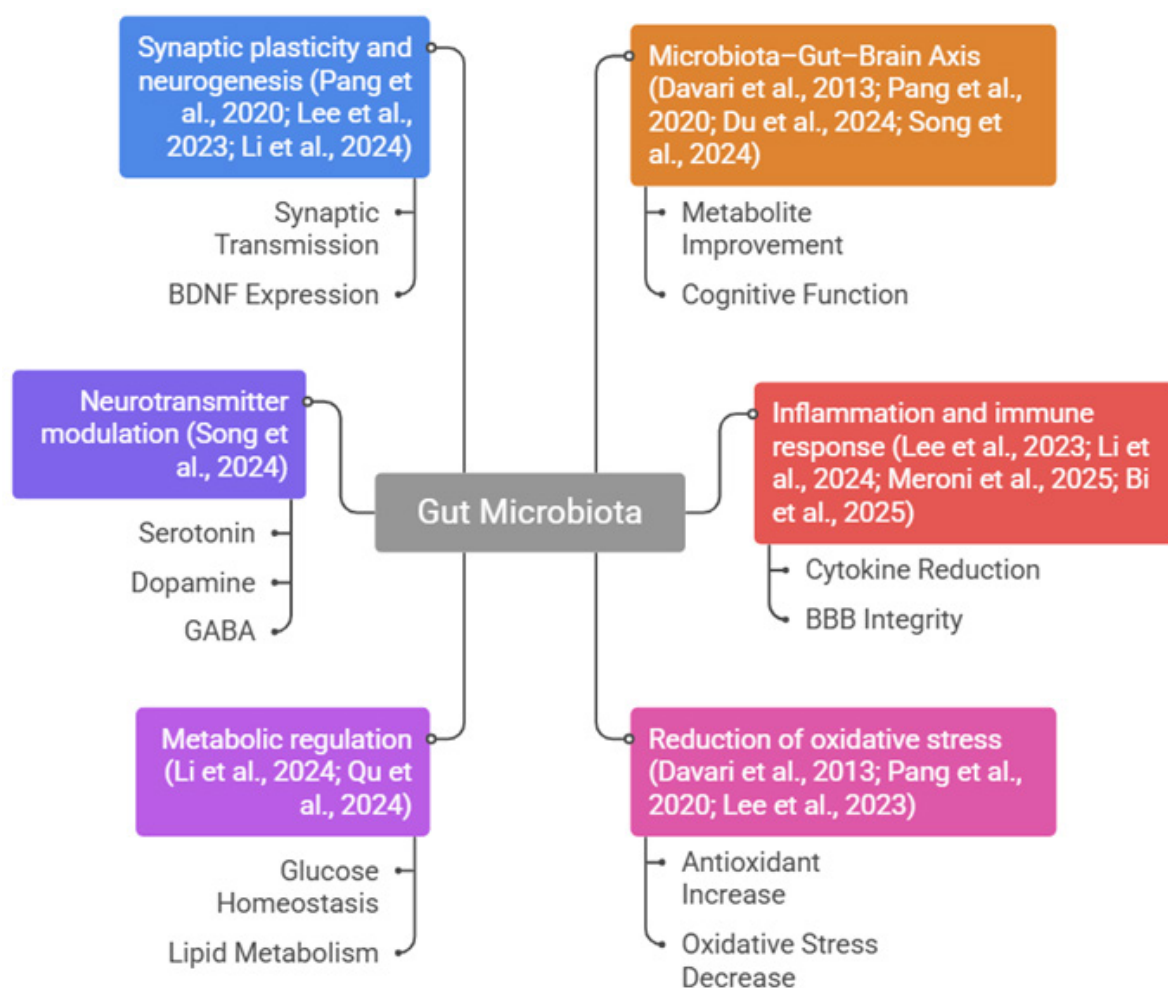 Synaptic plasticity and
neurogenesis (Pang et
al., 2020; Lee et al.,
2023; Li et al., 2024)
Synaptic
Transmission
BDNF Expression
Neurotransmitter
modulation (Song et
al., 2024)
Serotonin
Dopamine
GABA
Metabolic regulation
(Li et al., 2024; Qu et
al., 2024)
Glucose
Homeostasis
Lipid Metabolism
Gut Microbiota
Microbiota–Gut–Brain Axis
(Davari et al., 2013; Pang et al.,
2020; Du et al., 2024; Song et
al., 2024)
Metabolite
Improvement
Cognitive Function
Inflammation and immune
response (Lee et al., 2023; Li et
al., 2024; Meroni et al., 2025; Bi
et al., 2025)
Cytokine Reduction
BBB Integrity
Reduction of oxidative stress
(Davari et al., 2013; Pang et al.,
2020; Lee et al., 2023)
Antioxidant
Increase
Oxidative Stress
Decrease